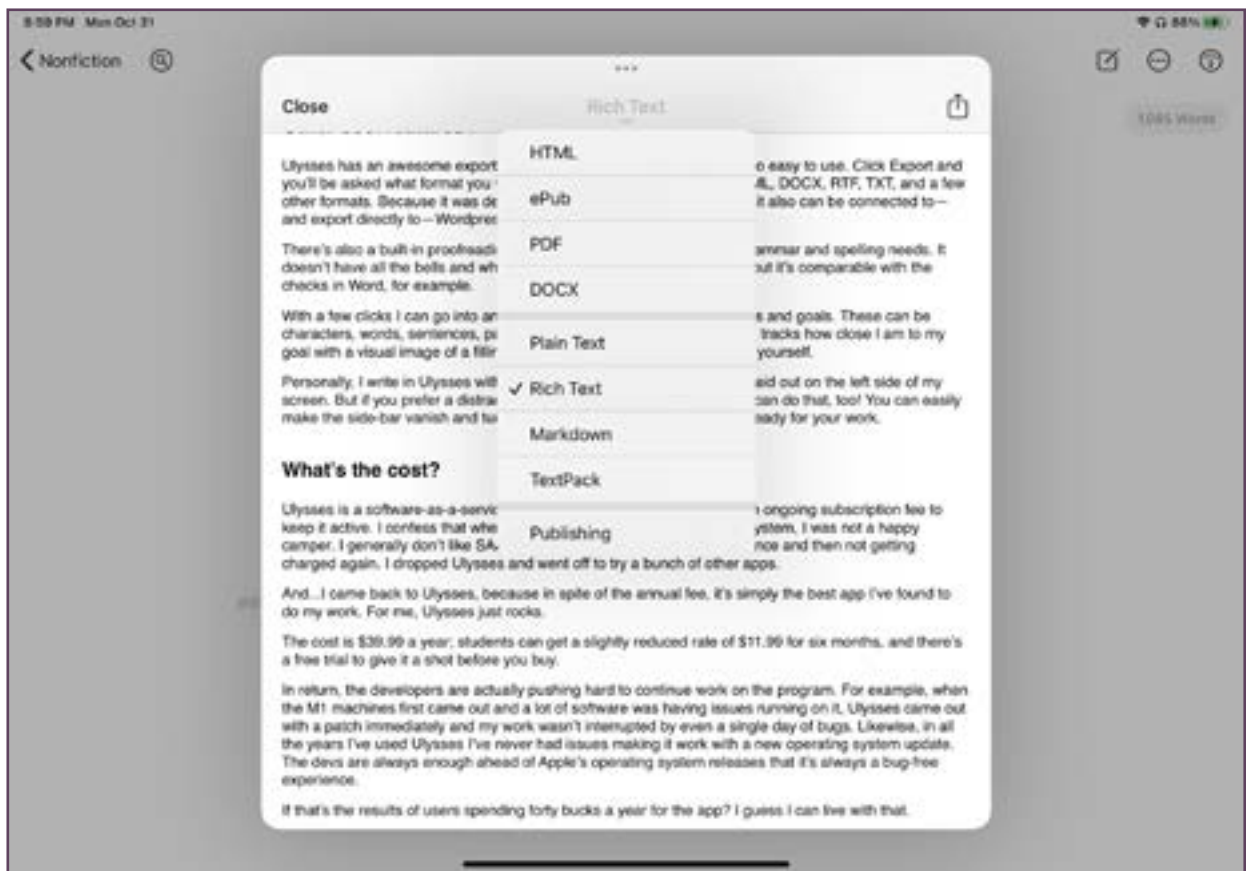 8:59 PM Mon Oct 31
88%
Nonfiction
Close
Rich Text
1,085 Words
HTML
ePub
PDF
DOCX
Plain Text
✓ Rich Text
Markdown
TextPack
Publishing
Ulysses has an awesome export o easy to use. Click Export and
you'll be asked what format you ML, DOCX, RTF, TXT, and a few
other formats. Because it was de it also can be connected to—
and export directly to—Wordpres
There's also a built-in proofreadi ammar and spelling needs. It
doesn't have all the bells and wh out it's comparable with the
checks in Word, for example.
With a few clicks I can go into an s and goals. These can be
characters, words, sentences, pa tracks how close I am to my
goal with a visual image of a fillin yourself.
Personally, I write in Ulysses with aid out on the left side of my
screen. But if you prefer a distrac can do that, too! You can easily
make the side-bar vanish and tu eady for your work.
What's the cost?
Ulysses is a software-as-a-servic n ongoing subscription fee to
keep it active. I confess that whe ystem, I was not a happy
camper. I generally don't like SA nce and then not getting
charged again. I dropped Ulysses and went off to try a bunch of other apps.
And...I came back to Ulysses, because in spite of the annual fee, it's simply the best app I've found to
do my work. For me, Ulysses just rocks.
The cost is $39.99 a year; students can get a slightly reduced rate of $11.99 for six months, and there's
a free trial to give it a shot before you buy.
In return, the developers are actually pushing hard to continue work on the program. For example, when
the M1 machines first came out and a lot of software was having issues running on it, Ulysses came out
with a patch immediately and my work wasn't interrupted by even a single day of bugs. Likewise, in all
the years I've used Ulysses I've never had issues making it work with a new operating system update.
The devs are always enough ahead of Apple's operating system releases that it's always a bug-free
experience.
If that's the results of users spending forty bucks a year for the app? I guess I can live with that.